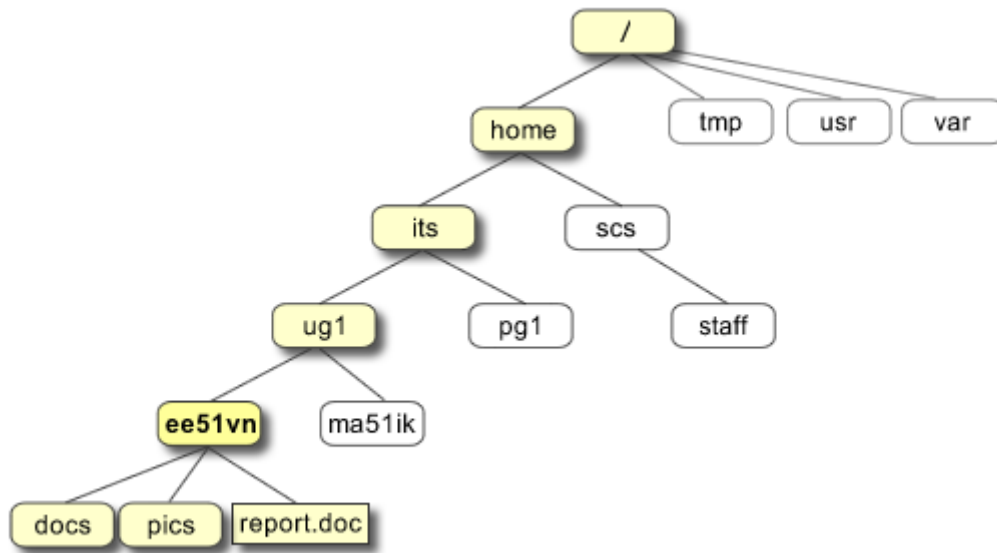 /
home
tmp
usr
var
its
scs
ug1
pg1
staff
ee51vn
ma51ik
docs
pics
report.doc